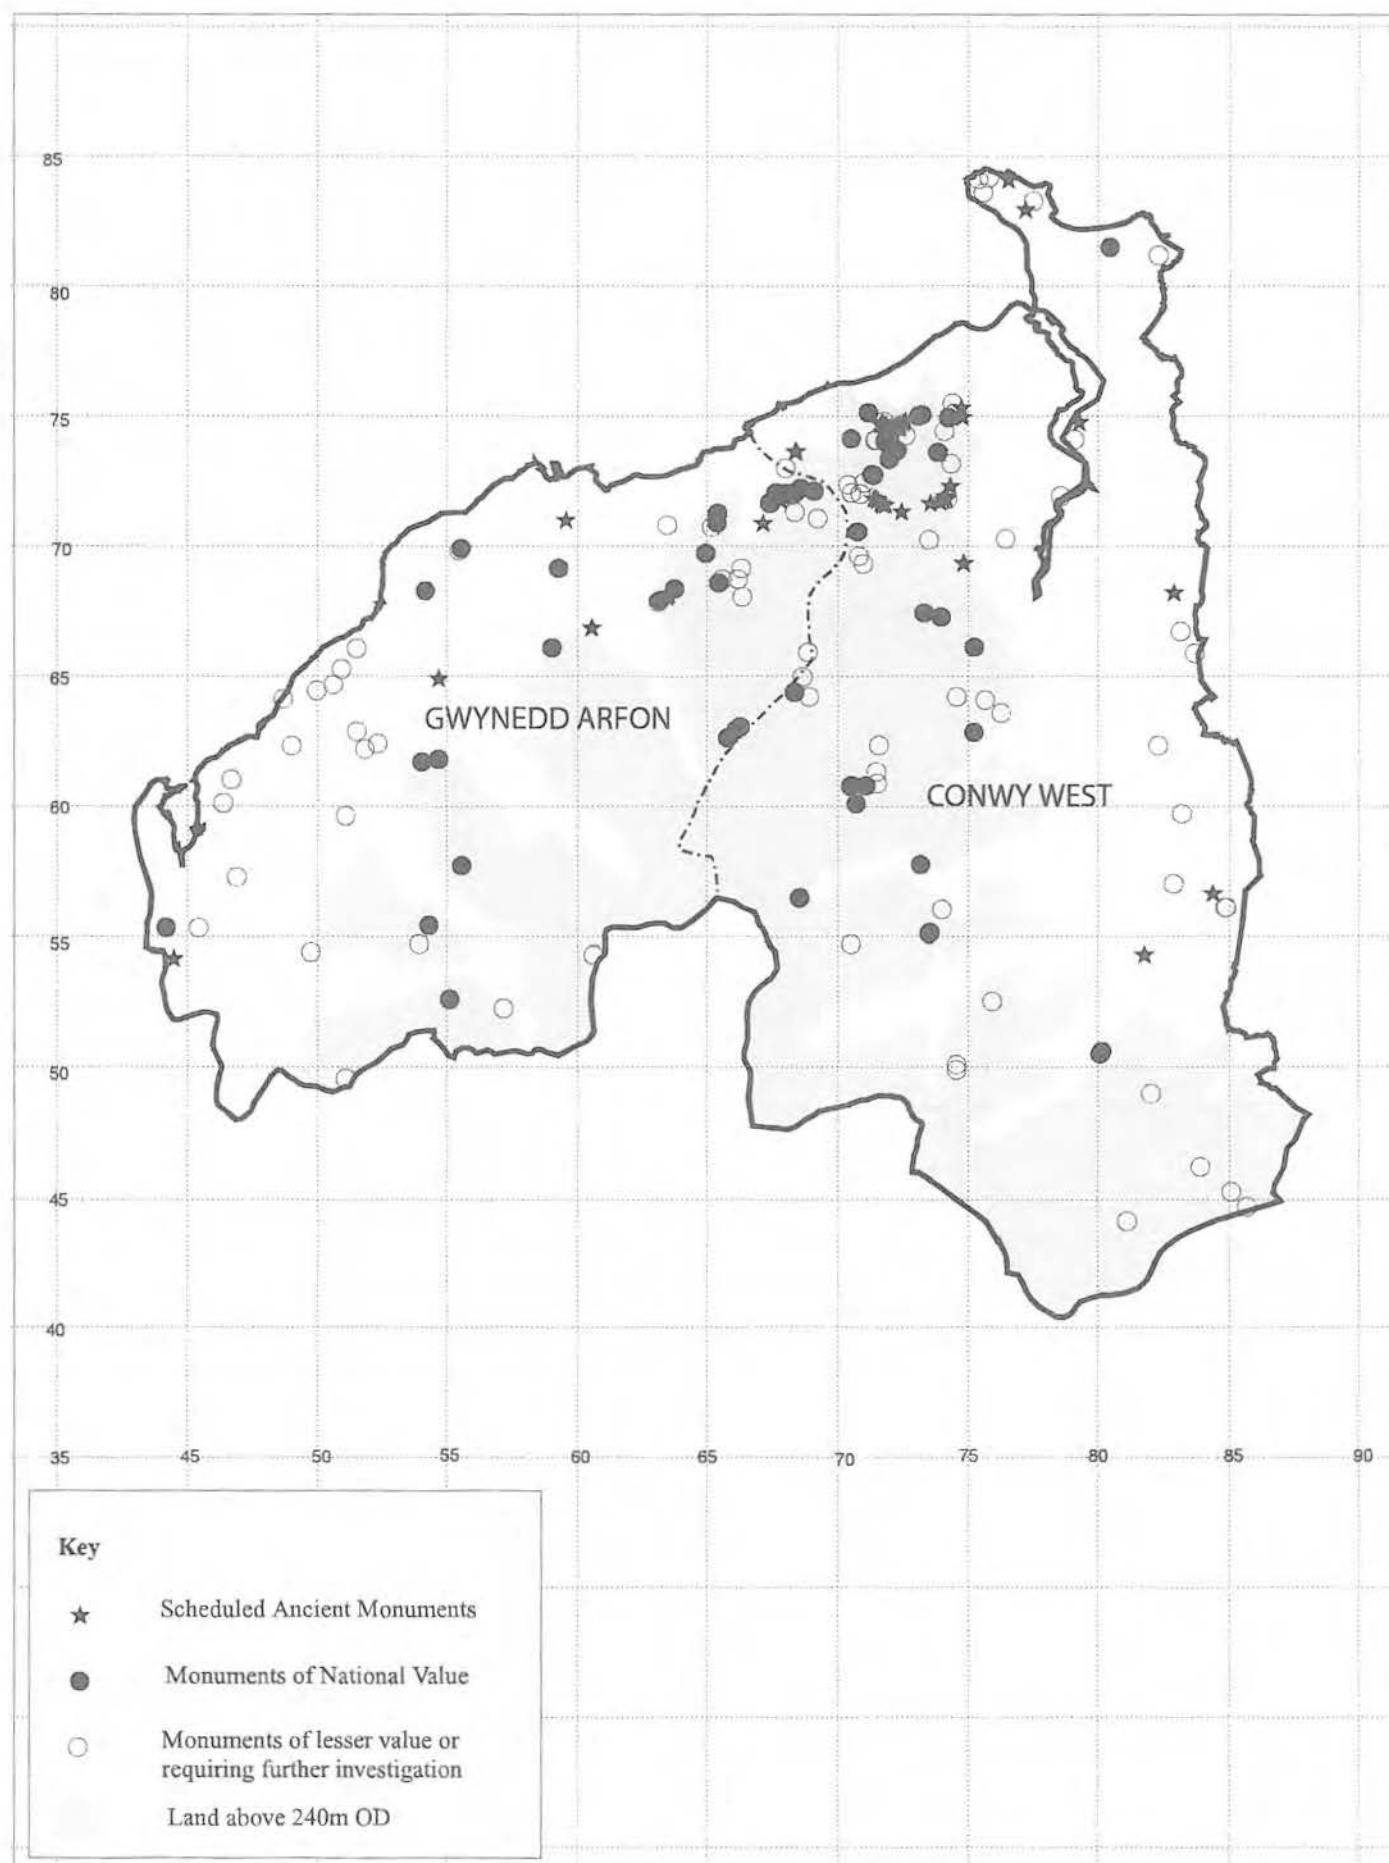 85
80
75
70
65
GWYNEDD ARFON
CONWY WEST
60
55
50
45
40
35
45
50
55
60
65
70
75
80
85
90
Key
Scheduled Ancient Monuments
Monuments of National Value
Monuments of lesser value or
requiring further investigation
Land above 240m OD